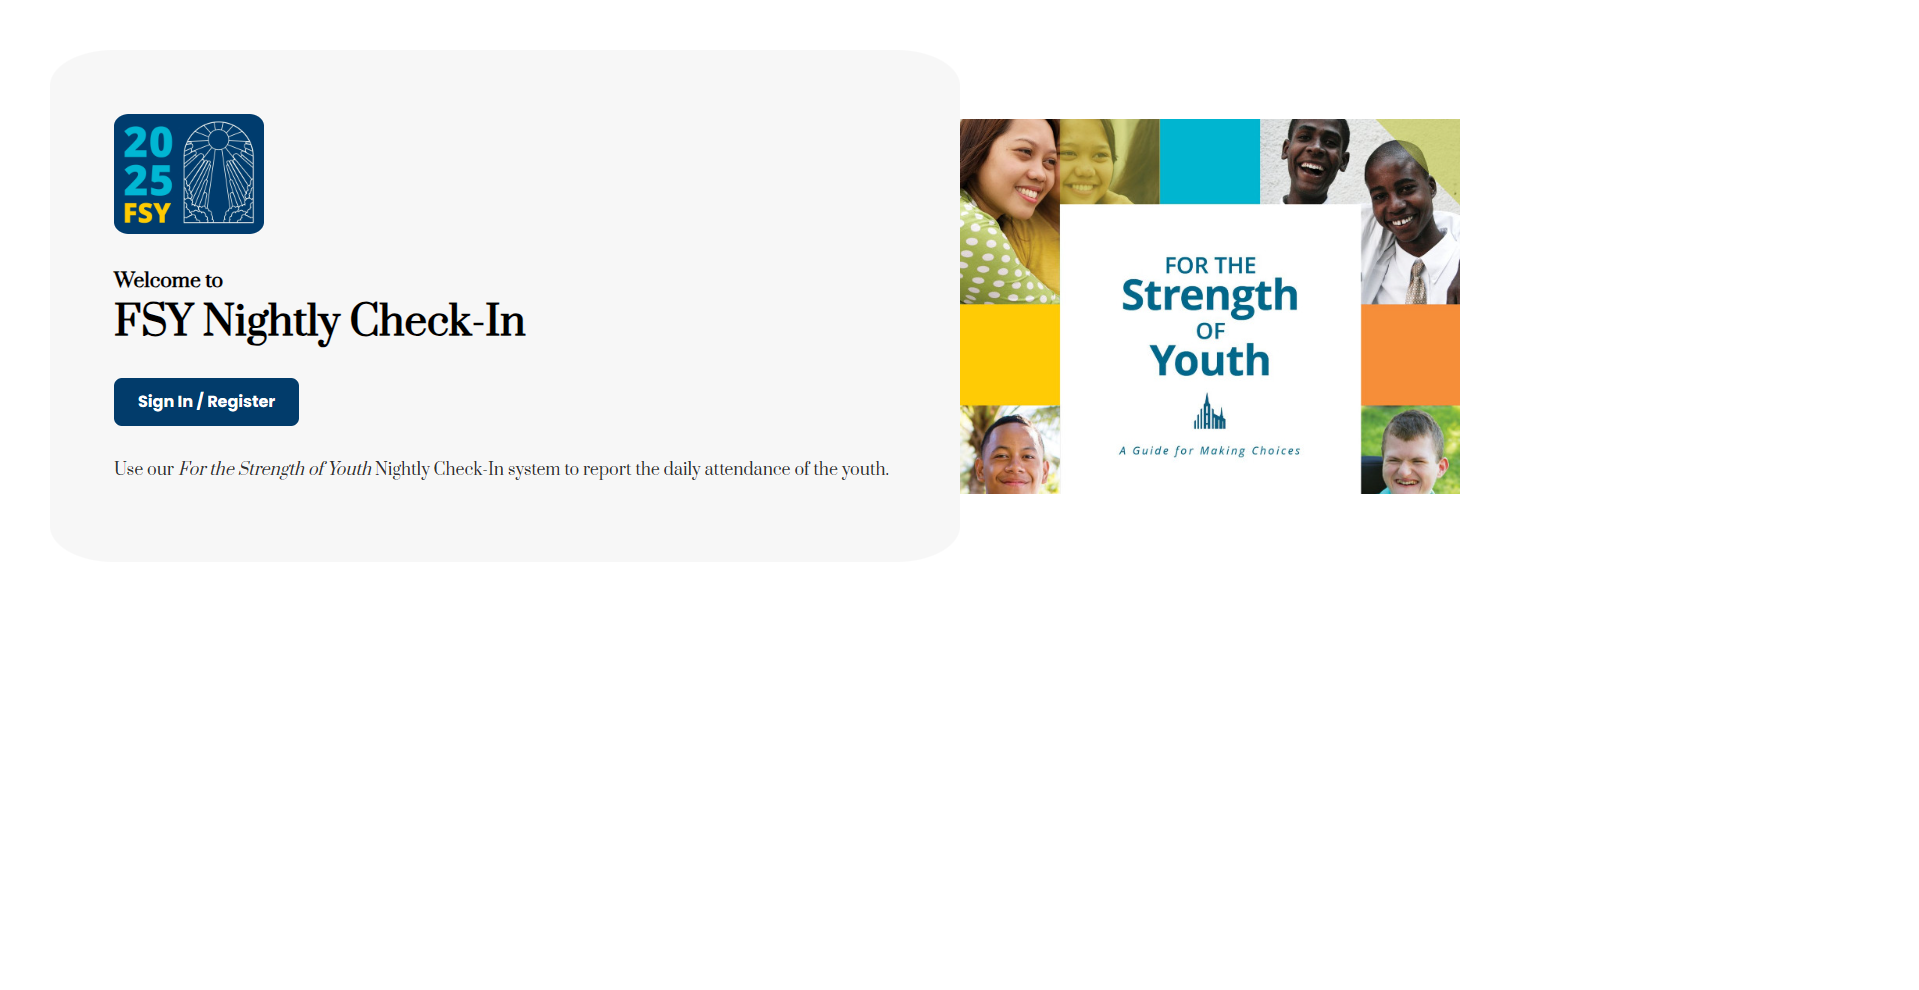 20
25
FSY
Welcome to
FSY Nightly Check-In
Sign In / Register
Use our For the Strength of Youth Nightly Check-In system to report the daily attendance of the youth.
FOR THE
Strength
OF
Youth
A Guide for Making Choices